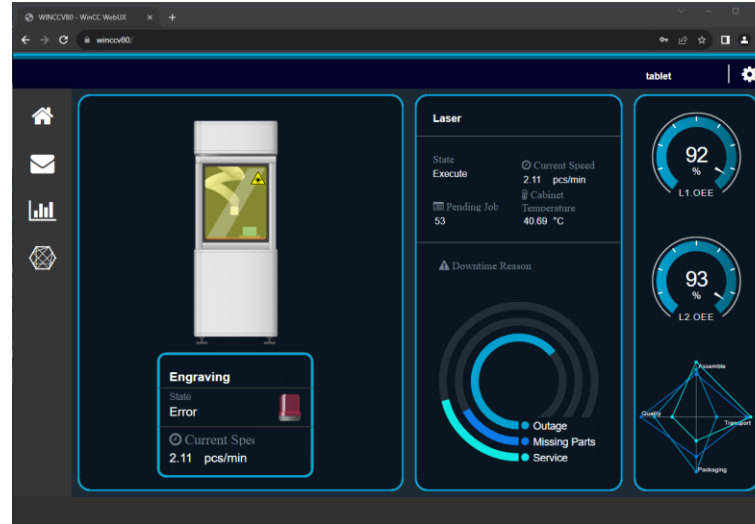 WINCCV80 - WinCC WebUX
winccv80/
tablet
Engraving
State
Error
Current Spee
2.11 pcs/min
Laser
State
Execute
Current Speed
2.11 pcs/min
Pending Job
53
Cabinet
Temperature
40.69 °C
Downtime Reason
Outage
Missing Parts
Service
92
%
L1.OEE
93
%
L2.OEE
Assemble
Quality
Transport
Packaging